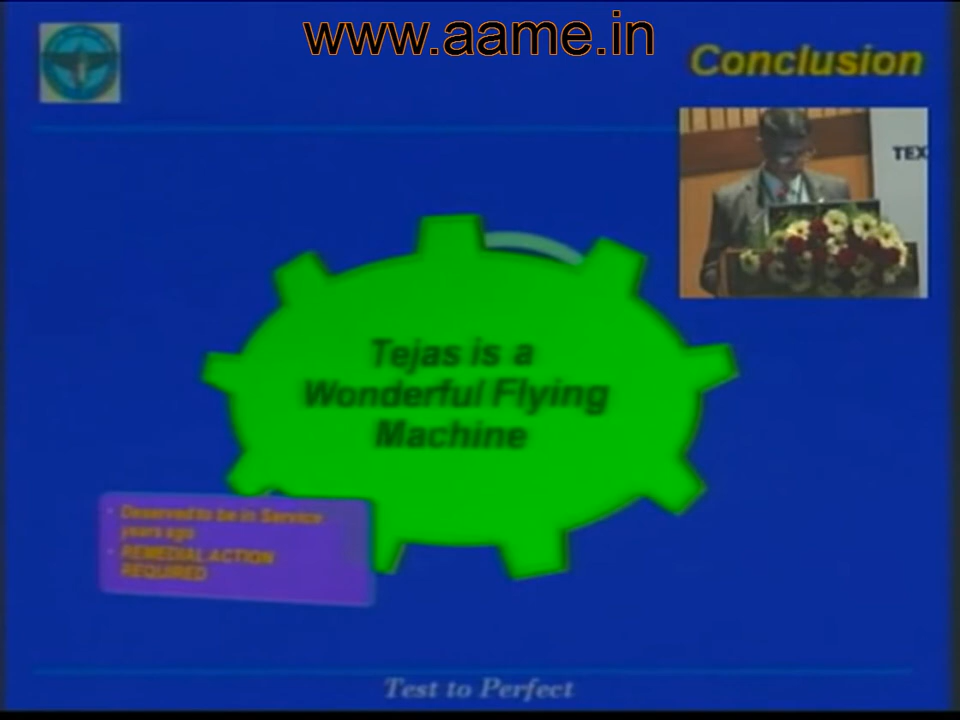 www.aame.in
Conclusion
TEX
Tejas is a
Wonderful Flying
Machine
Deserved to be in Service
years ago
REMEDIAL ACTION
REQUIRED
Test to Perfect